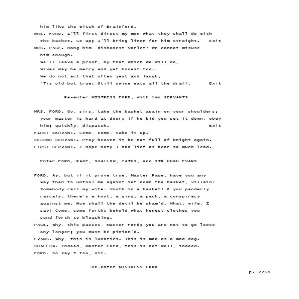 him like the witch of Brainford.
MRS. FORD. I'll first direct my men what they shall do with
the basket. Go up; I'll bring linen for him straight. Exit
MRS. PAGE. Hang him, dishonest varlet! we cannot misuse
him enough.
We'll leave a proof, by that which we will do,
Wives may be merry and yet honest too.
We do not act that often jest and laugh;
'Tis old but true: Still swine eats all the draff. Exit
Re-enter MISTRESS FORD, with two SERVANTS
MRS. FORD. Go, sirs, take the basket again on your shoulders;
your master is hard at door; if he bid you set it down, obey
him; quickly, dispatch. Exit
FIRST SERVANT. Come, come, take it up.
SECOND SERVANT. Pray heaven it be not full of knight again.
FIRST SERVANT. I hope not; I had lief as bear so much lead.
Enter FORD, PAGE, SHALLOW, CAIUS, and SIR HUGH EVANS
FORD. Ay, but if it prove true, Master Page, have you any
way then to unfool me again? Set down the basket, villain!
Somebody call my wife. Youth in a basket! O you panderly
rascals, there's a knot, a ging, a pack, a conspiracy
against me. Now shall the devil be sham'd. What, wife, I
say! Come, come forth; behold what honest clothes you
send forth to bleaching.
PAGE. Why, this passes, Master Ford; you are not to go loose
any longer; you must be pinion'd.
EVANS. Why, this is lunatics. This is mad as a mad dog.
SHALLOW. Indeed, Master Ford, this is not well, indeed.
FORD. So say I too, sir.
Re-enter MISTRESS FORD